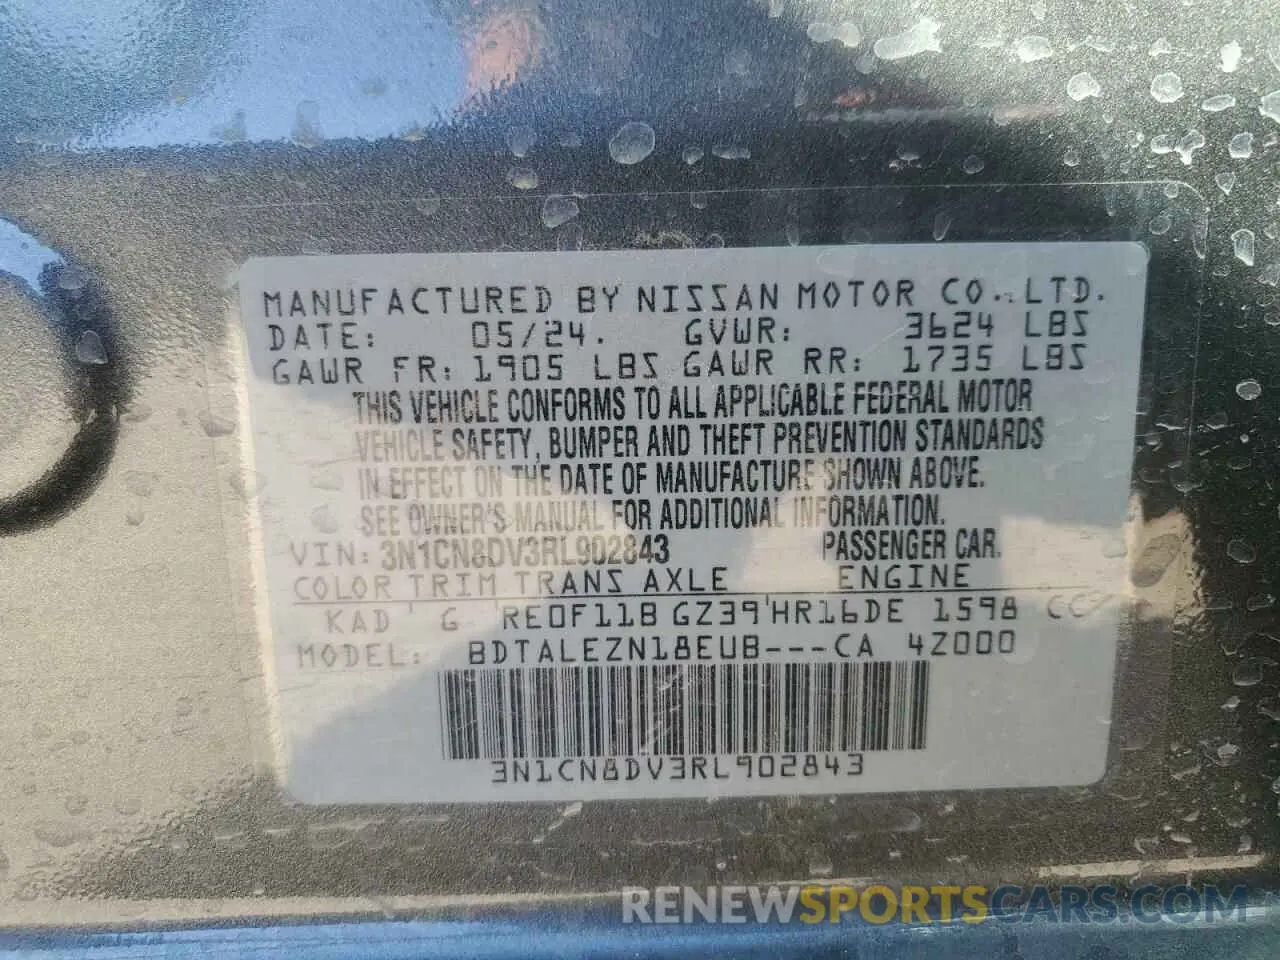 MANUFACTURED BY NISSAN MOTOR CO., LTD.
DATE: 05/24. GVWR: 3624 LBS
GAWR FR: 1905 LBS GAWR RR: 1735 LBS
THIS VEHICLE CONFORMS TO ALL APPLICABLE FEDERAL MOTOR
VEHICLE SAFETY, BUMPER AND THEFT PREVENTION STANDARDS
IN EFFECT ON THE DATE OF MANUFACTURE SHOWN ABOVE.
SEE OWNER'S MANUAL FOR ADDITIONAL INFORMATION.
VIN: 3N1CN8DV3RL902843 PASSENGER CAR.
COLOR TRIM TRANS AXLE ENGINE
KAD G RE0F11B GZ39 HR16DE 1598 CC
MODEL: BDTALEZN18EUB---CA 4Z000
3N1CN8DV3RL902843
RENEWSPORTSCARS.COM